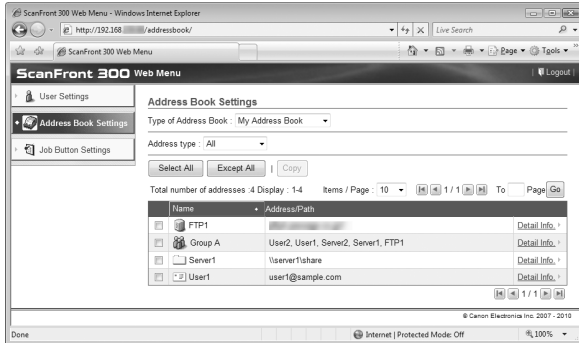 ScanFront 300 Web Menu - Windows Internet Explorer
http://192.168. /addressbook/
Live Search
ScanFront 300 Web Menu
Page Tools
ScanFront 300 Web Menu | Logout |
User Settings
Address Book Settings
Job Button Settings
Address Book Settings
Type of Address Book : My Address Book
Address type : All
Select All Except All | Copy
Total number of addresses :4 Display : 1-4 Items / Page : 10 1 / 1 To Page Go
Name Address/Path
FTP1 Detail Info.
Group A User2, User1, Server2, Server1, FTP1 Detail Info.
Server1 \\server1\share Detail Info.
User1 user1@sample.com Detail Info.
1 / 1
© Canon Electronics Inc. 2007 - 2010
Done Internet | Protected Mode: Off 100%